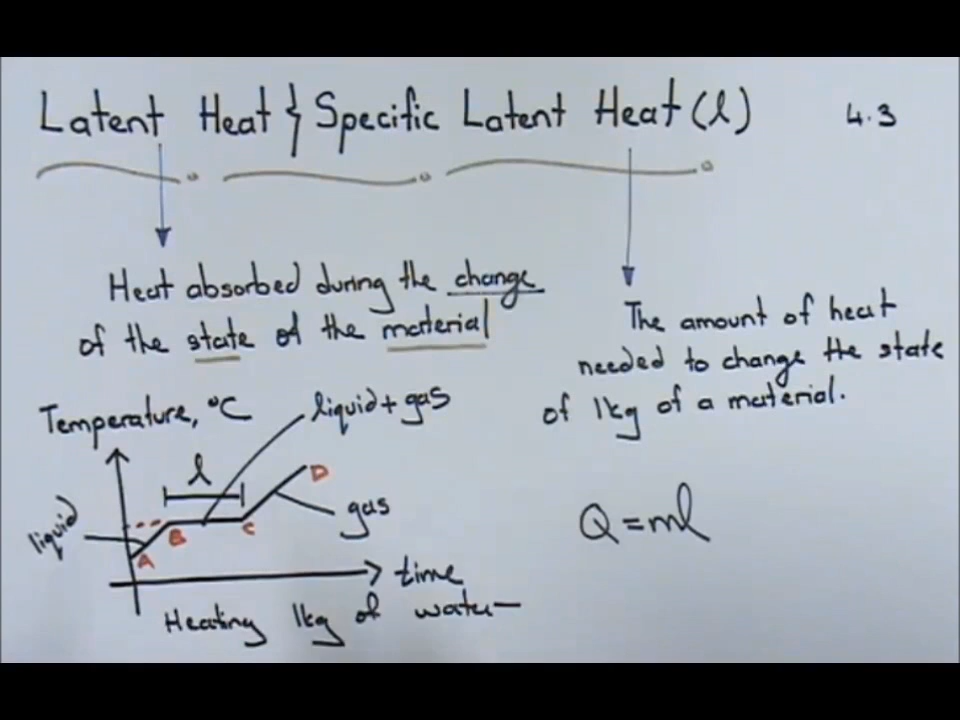 Latent Heat } Specific Latent Heat (l) 4.3
Heat absorbed during the change
of the state of the material
The amount of heat
needed to change the state
of 1kg of a material.
Temperature, °C
liquid + gas
l
D
gas
liquid
B
C
A
time
Heating 1kg of water
Q = ml